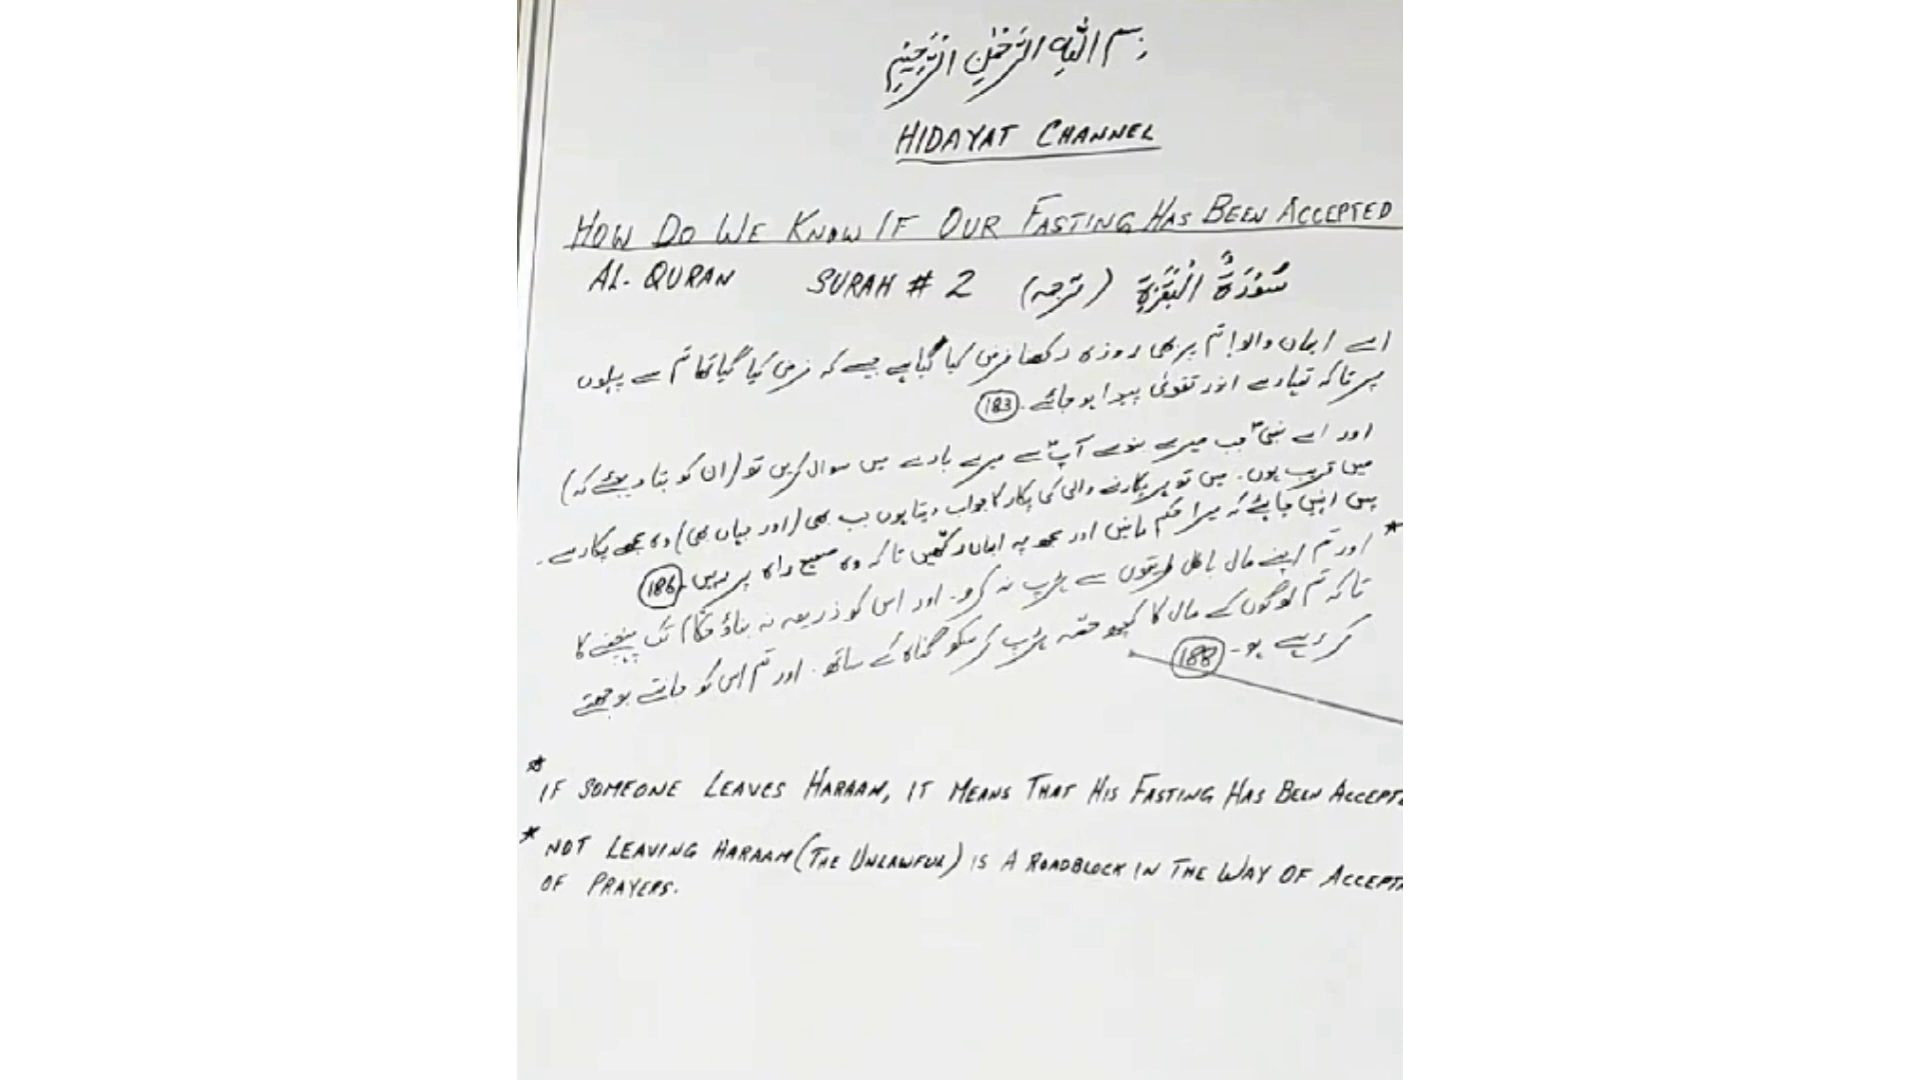 بِسْمِ اللهِ الرَّحْمٰنِ الرَّحِيْمِ
HIDAYAT CHANNEL
HOW DO WE KNOW IF OUR FASTING HAS BEEN ACCEPTED
AL-QURAN SURAH # 2 (ترجمہ) سُوْرَةُ الْبَقَرَةِ
اے ایمان والو! تم پر بھی روزہ رکھنا فرض کیا گیا ہے جیسے کہ فرض کیا گیا تھا تم سے پہلوں
پر تاکہ تمہارے اندر تقویٰ پیدا ہو جائے۔ (183)
اور اے نبیؐ جب میرے بندے آپؐ سے میرے بارے میں سوال کریں تو (ان کو بتا دیجئے کہ)
میں قریب ہوں۔ میں تو ہر پکارنے والے کی پکار کا جواب دیتا ہوں جب بھی (اور جہاں بھی) وہ مجھے پکارے۔
پس انہیں چاہئے کہ میرا حکم مانیں اور مجھ پہ ایمان رکھیں تاکہ وہ صحیح راہ پر رہیں۔ (186)
* اور تم اپنے مال باطل طریقوں سے ہڑپ نہ کرو۔ اور اس کو ذریعہ نہ بناؤ حکّام تک پہنچنے کا
تاکہ تم لوگوں کے مال کا کچھ حصّہ ہڑپ کر سکو گناہ کے ساتھ۔ اور تم اس کو جانتے بوجھتے
کر رہے ہو۔ (188)
* IF SOMEONE LEAVES HARAAM, IT MEANS THAT HIS FASTING HAS BEEN ACCEPTE
* NOT LEAVING HARAAM (THE UNLAWFUL) IS A ROADBLOCK IN THE WAY OF ACCEPTA
OF PRAYERS.